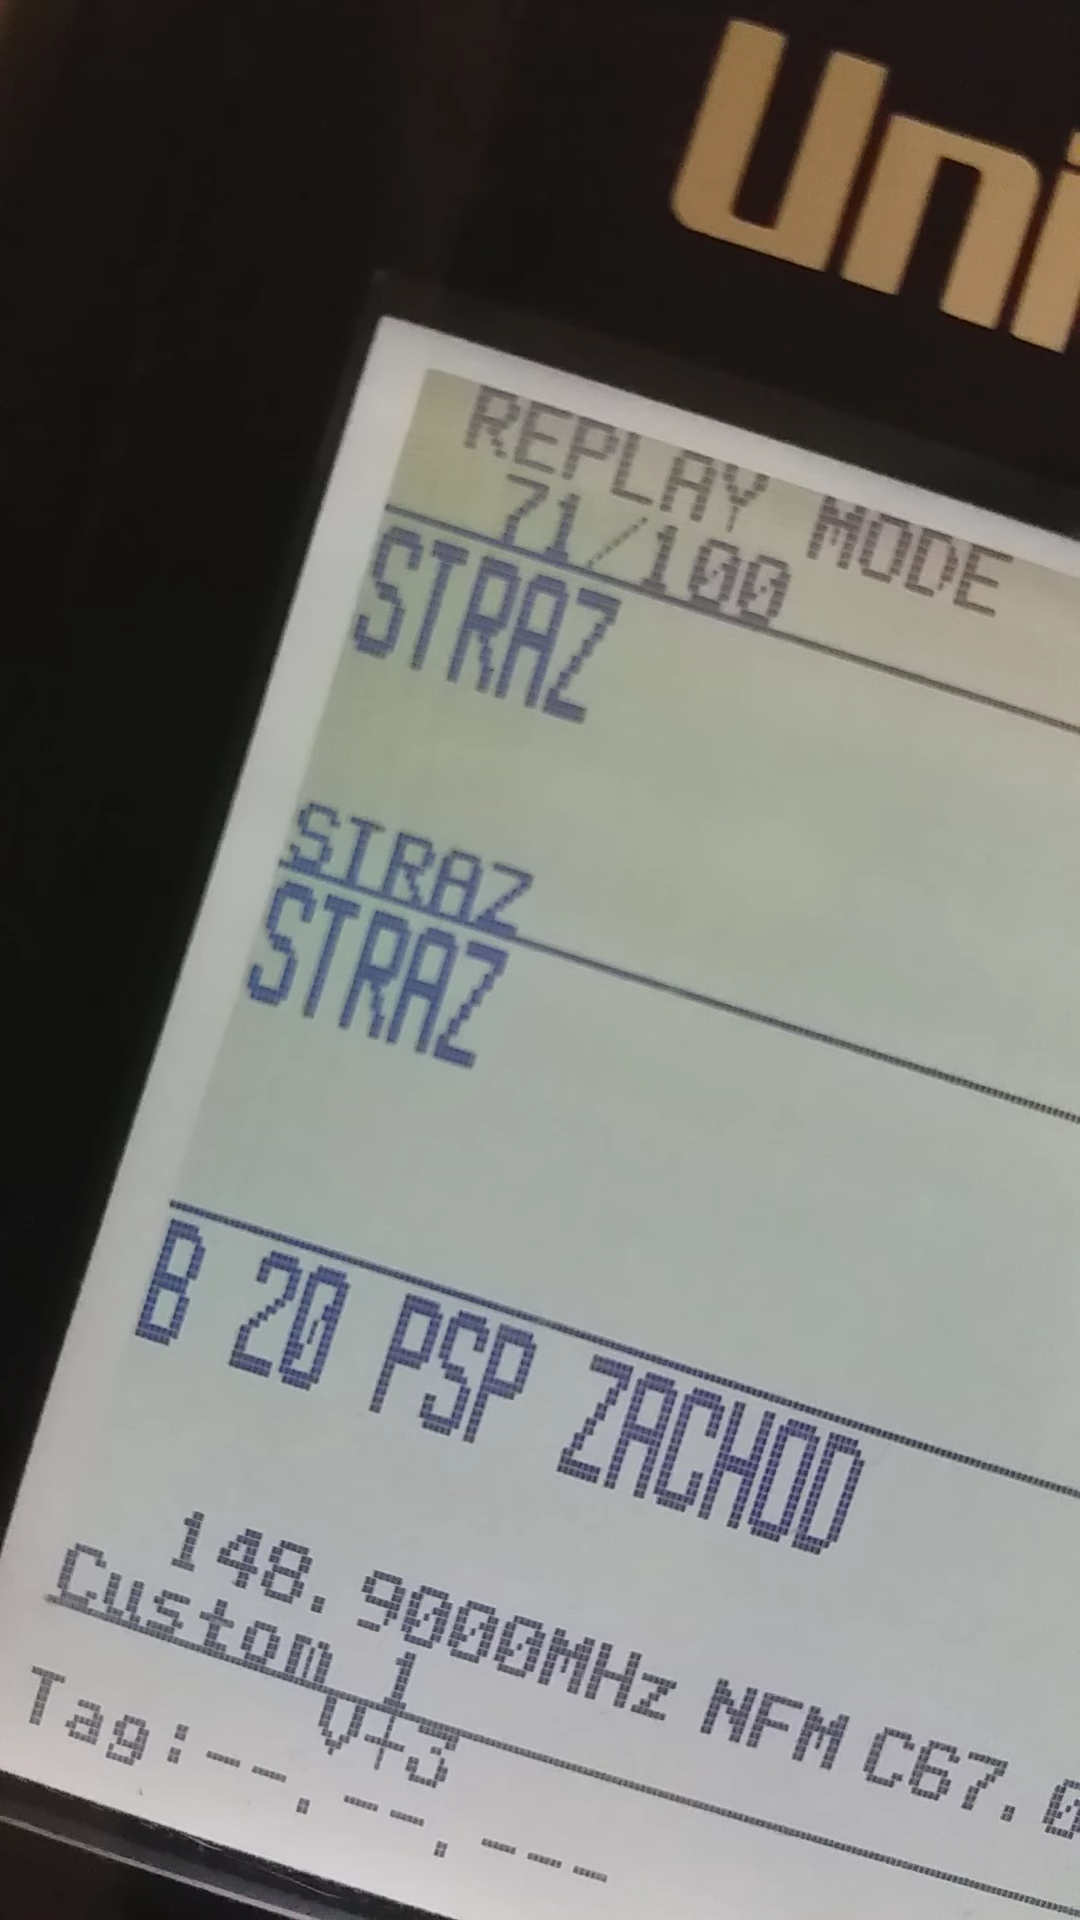 Uni
REPLAY MODE
71/100
STRAZ
STRAZ
STRAZ
B 20 PSP ZACHOD
148.9000MHz NFM C67.0
Custom 1
V+3
Tag:--.--.---